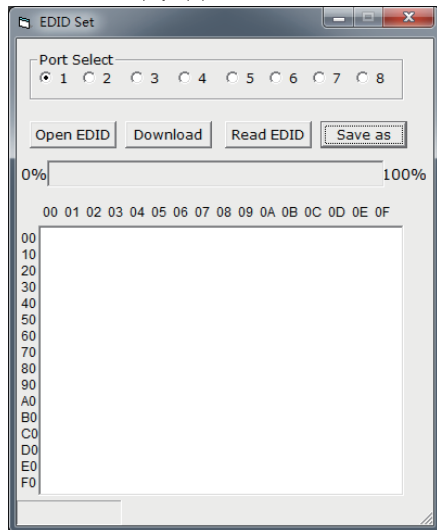 EDID Set
Port Select
1 2 3 4 5 6 7 8
Open EDID Download Read EDID Save as
0% 100%
00 01 02 03 04 05 06 07 08 09 0A 0B 0C 0D 0E 0F
00
10
20
30
40
50
60
70
80
90
A0
B0
C0
D0
E0
F0